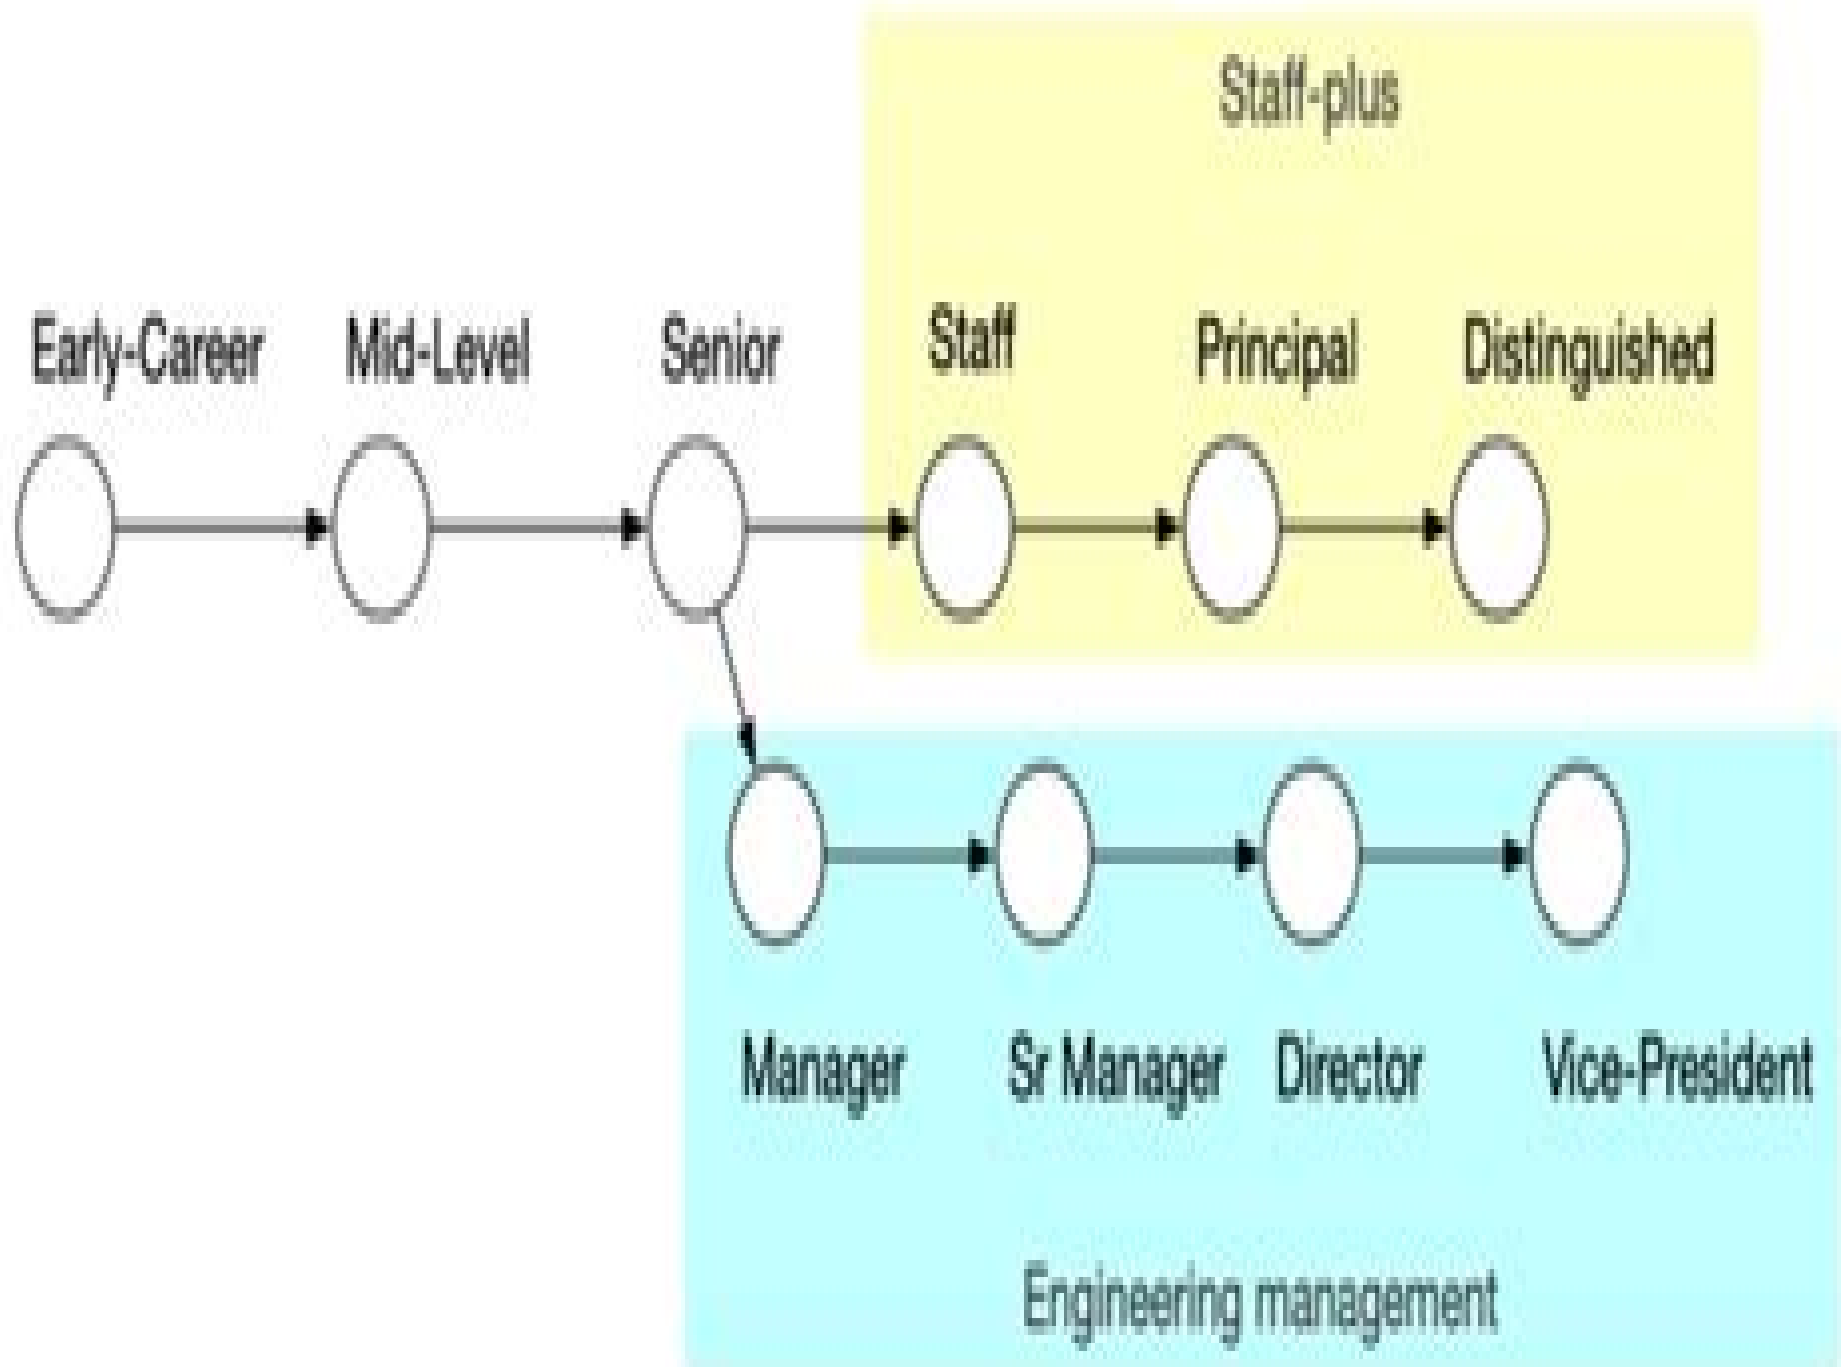 Staff-plus
Early-Career Mid-Level Senior Staff Principal Distinguished
Manager Sr Manager Director Vice-President
Engineering management